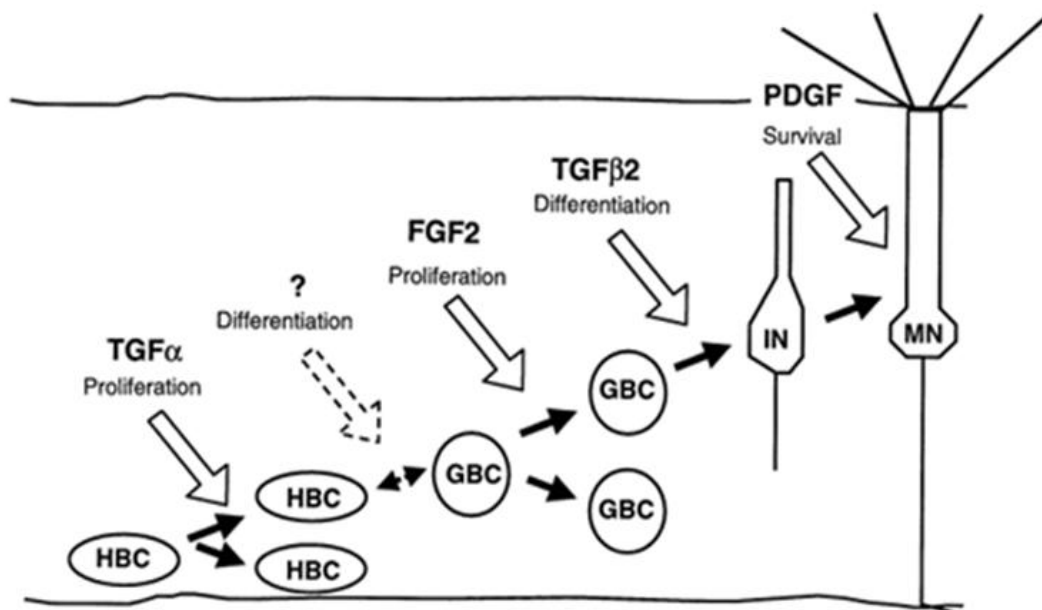 PDGF
Survival
TGFβ2
Differentiation
FGF2
Proliferation
?
Differentiation
TGFα
Proliferation
IN
MN
GBC
GBC
HBC
GBC
HBC
HBC